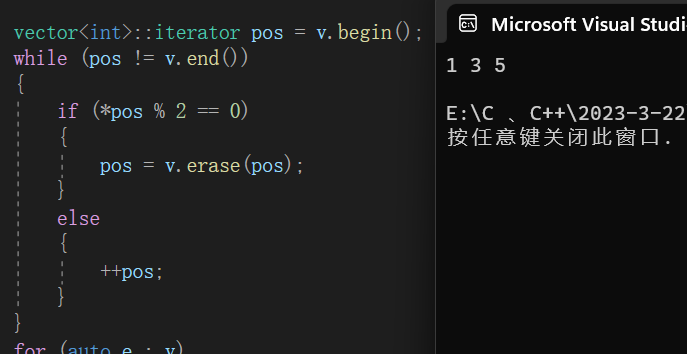 vector<int>::iterator pos = v.begin();
while (pos != v.end())
{
if (*pos % 2 == 0)
{
pos = v.erase(pos);
}
else
{
++pos;
}
}
for (auto e : v)
Microsoft Visual Studi
1 3 5
E:\C 、C++\2023-3-22
按任意键关闭此窗口.